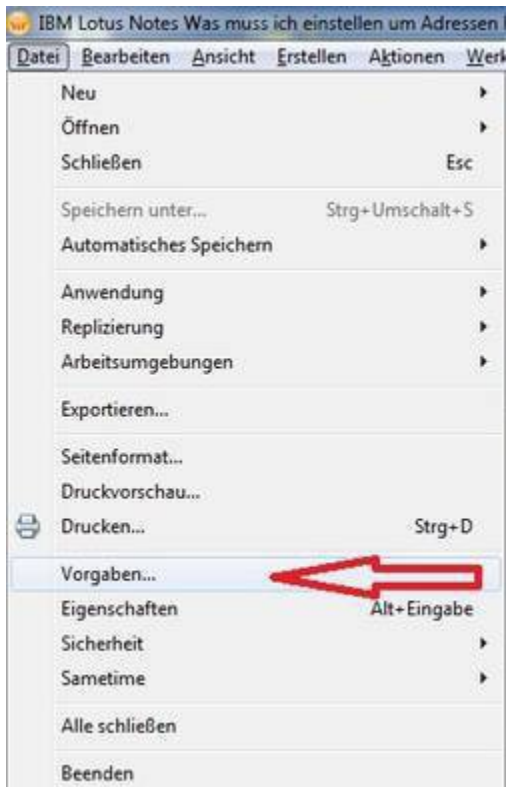 IBM Lotus Notes Was muss ich einstellen um Adressen
Datei Bearbeiten Ansicht Erstellen Aktionen Werk
Neu
Öffnen
Schließen Esc
Speichern unter... Strg+Umschalt+S
Automatisches Speichern
Anwendung
Replizierung
Arbeitsumgebungen
Exportieren...
Seitenformat...
Druckvorschau...
Drucken... Strg+D
Vorgaben...
Eigenschaften Alt+Eingabe
Sicherheit
Sametime
Alle schließen
Beenden